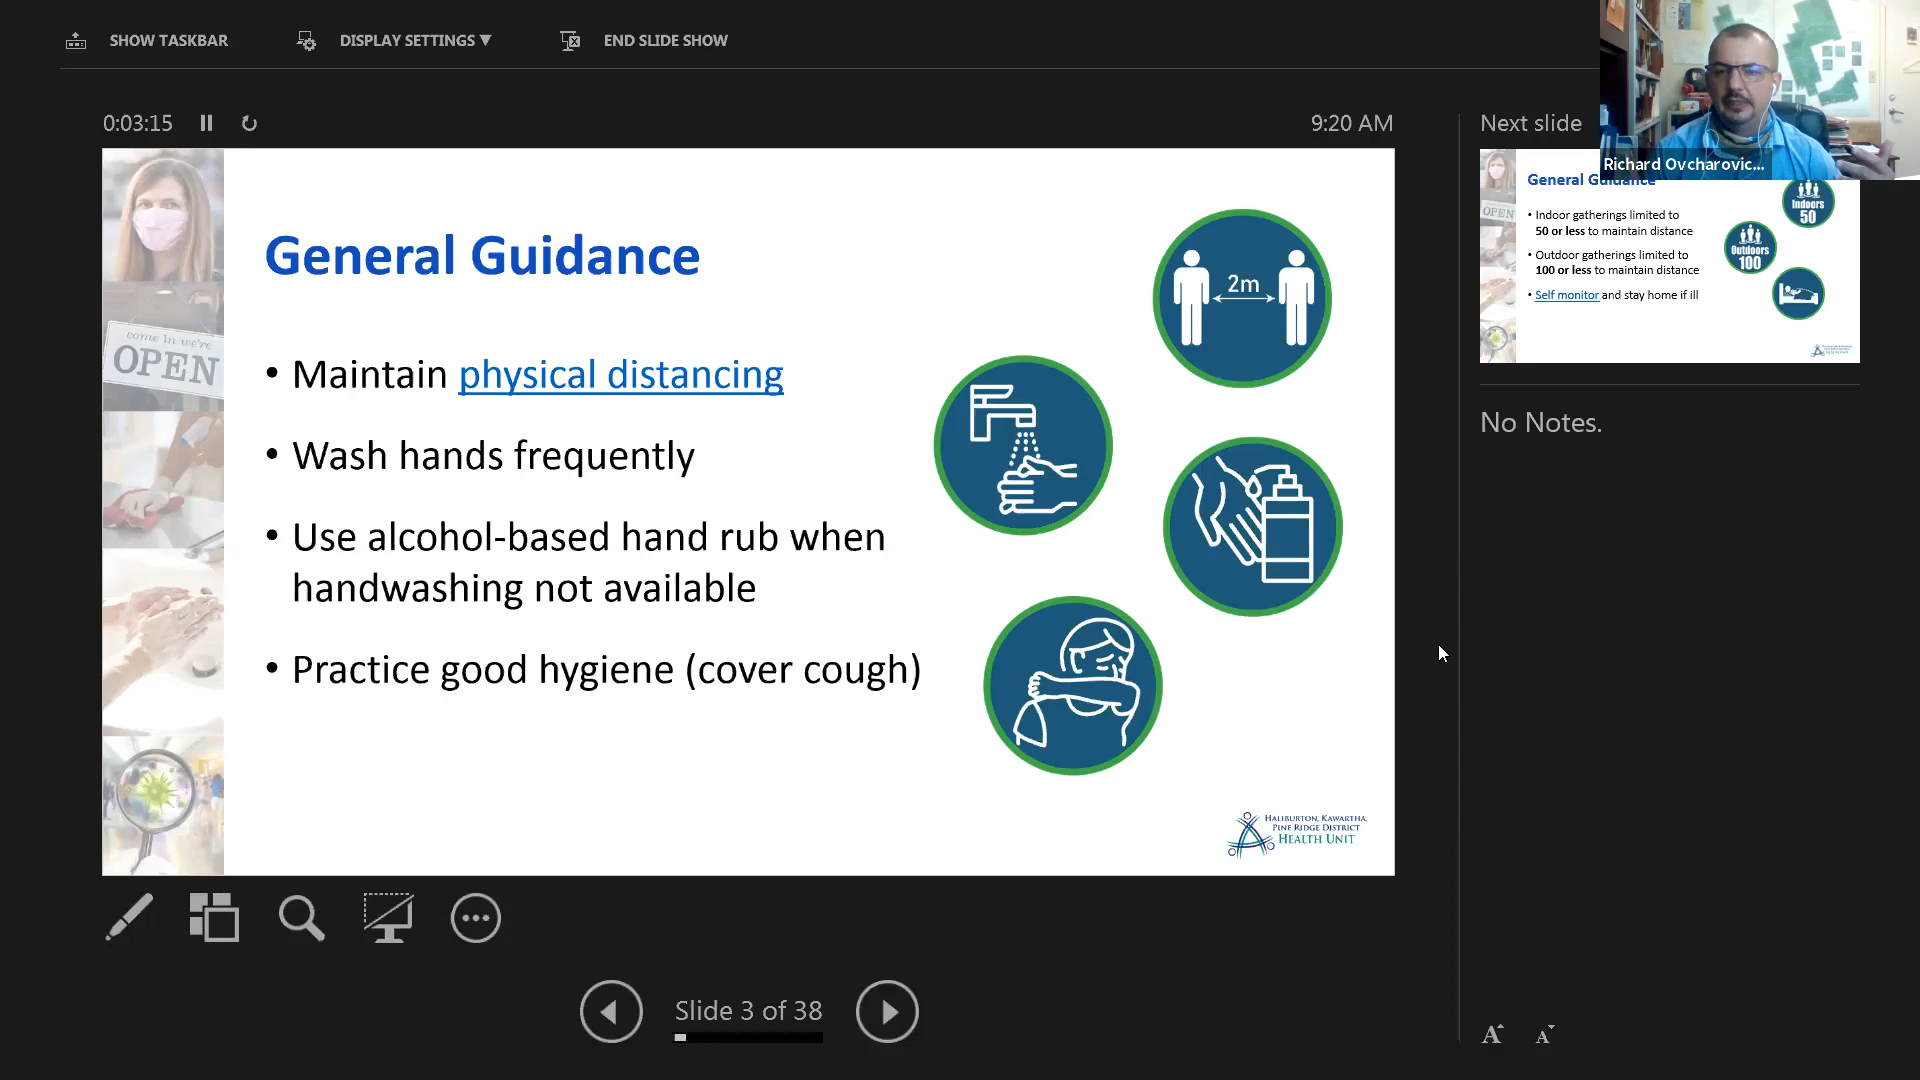 SHOW TASKBAR
DISPLAY SETTINGS ▼
END SLIDE SHOW
0:03:15
9:20 AM
Next slide
Richard Ovcharovic...
come in we're
OPEN
General Guidance
2m
• Maintain physical distancing
• Wash hands frequently
• Use alcohol-based hand rub when
handwashing not available
• Practice good hygiene (cover cough)
HALIBURTON, KAWARTHA,
PINE RIDGE DISTRICT
HEALTH UNIT
OPEN
General Guidance
• Indoor gatherings limited to
50 or less to maintain distance
• Outdoor gatherings limited to
100 or less to maintain distance
• Self monitor and stay home if ill
Indoors
50
Outdoors
100
No Notes.
Slide 3 of 38
A
A